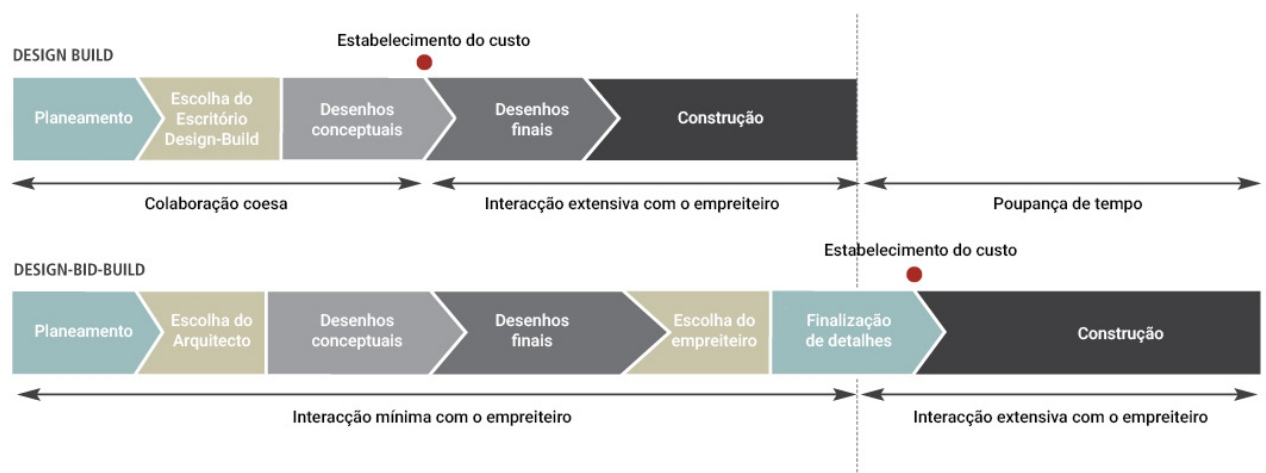 Estabelecimento do custo
DESIGN BUILD
Planeamento
Escolha do
Escritório
Design-Build
Desenhos
conceptuais
Desenhos
finais
Construção
Colaboração coesa
Interacção extensiva com o empreiteiro
Poupança de tempo
Estabelecimento do custo
DESIGN-BID-BUILD
Planeamento
Escolha do
Arquitecto
Desenhos
conceptuais
Desenhos
finais
Escolha do
empreiteiro
Finalização
de detalhes
Construção
Interacção mínima com o empreiteiro
Interacção extensiva com o empreiteiro